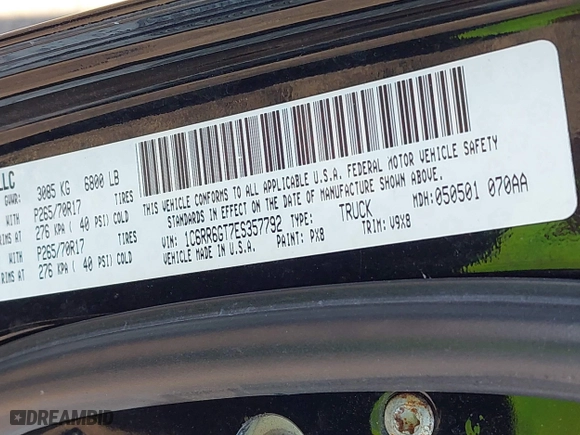 LLC
GVWR: 3085 KG 6800 LB
WITH P265/70R17 TIRES
RIMS AT 276 KPA ( 40 PSI) COLD
WITH P265/70R17 TIRES
RIMS AT 276 KPA ( 40 PSI) COLD
THIS VEHICLE CONFORMS TO ALL APPLICABLE U.S.A. FEDERAL MOTOR VEHICLE SAFETY
STANDARDS IN EFFECT ON THE DATE OF MANUFACTURE SHOWN ABOVE.
VIN: 1C6RR6GT7ES357792 TYPE: TRUCK MDH: 050501 070AA
VEHICLE MADE IN U.S.A. PAINT: PX8 TRIM: V9X8
DREAMBID